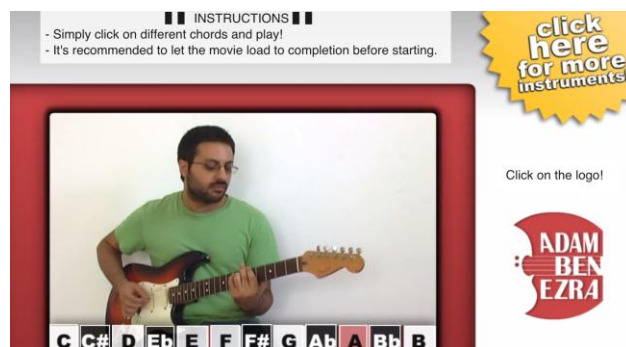 INSTRUCTIONS
- Simply click on different chords and play!
- It's recommended to let the movie load to completion before starting.
click
here
for more
instruments!
Click on the logo!
ADAM
BEN
EZRA
C C# D Eb E F F# G Ab A Bb B